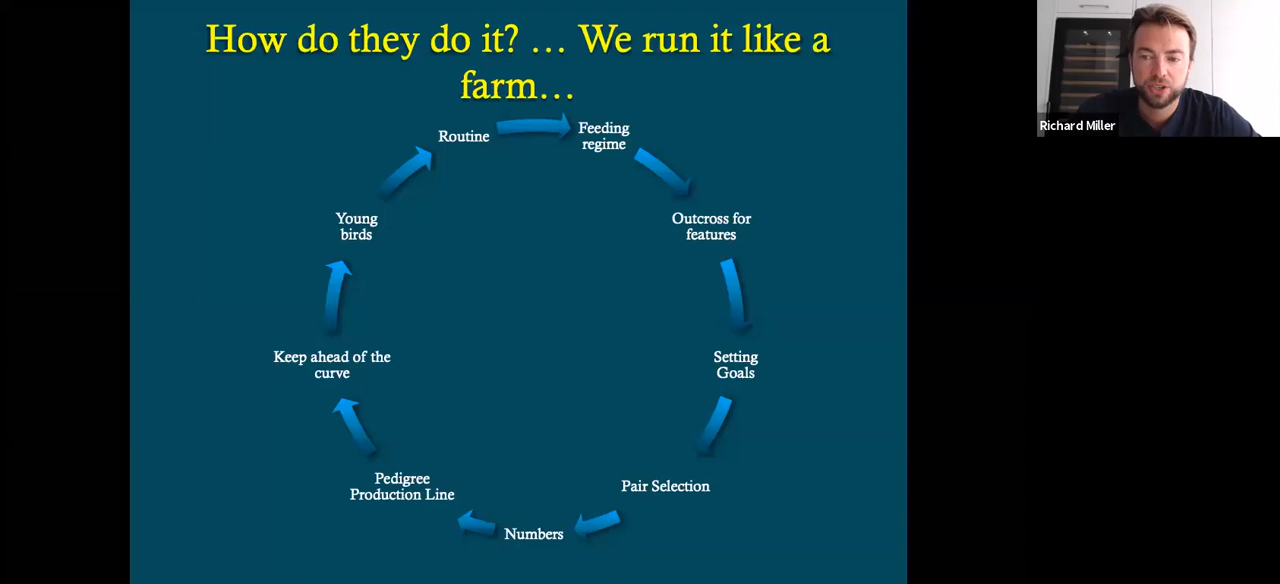 How do they do it? … We run it like a
farm…
Routine
Feeding
regime
Outcross for
features
Setting
Goals
Pair Selection
Numbers
Pedigree
Production Line
Keep ahead of the
curve
Young
birds
Richard Miller